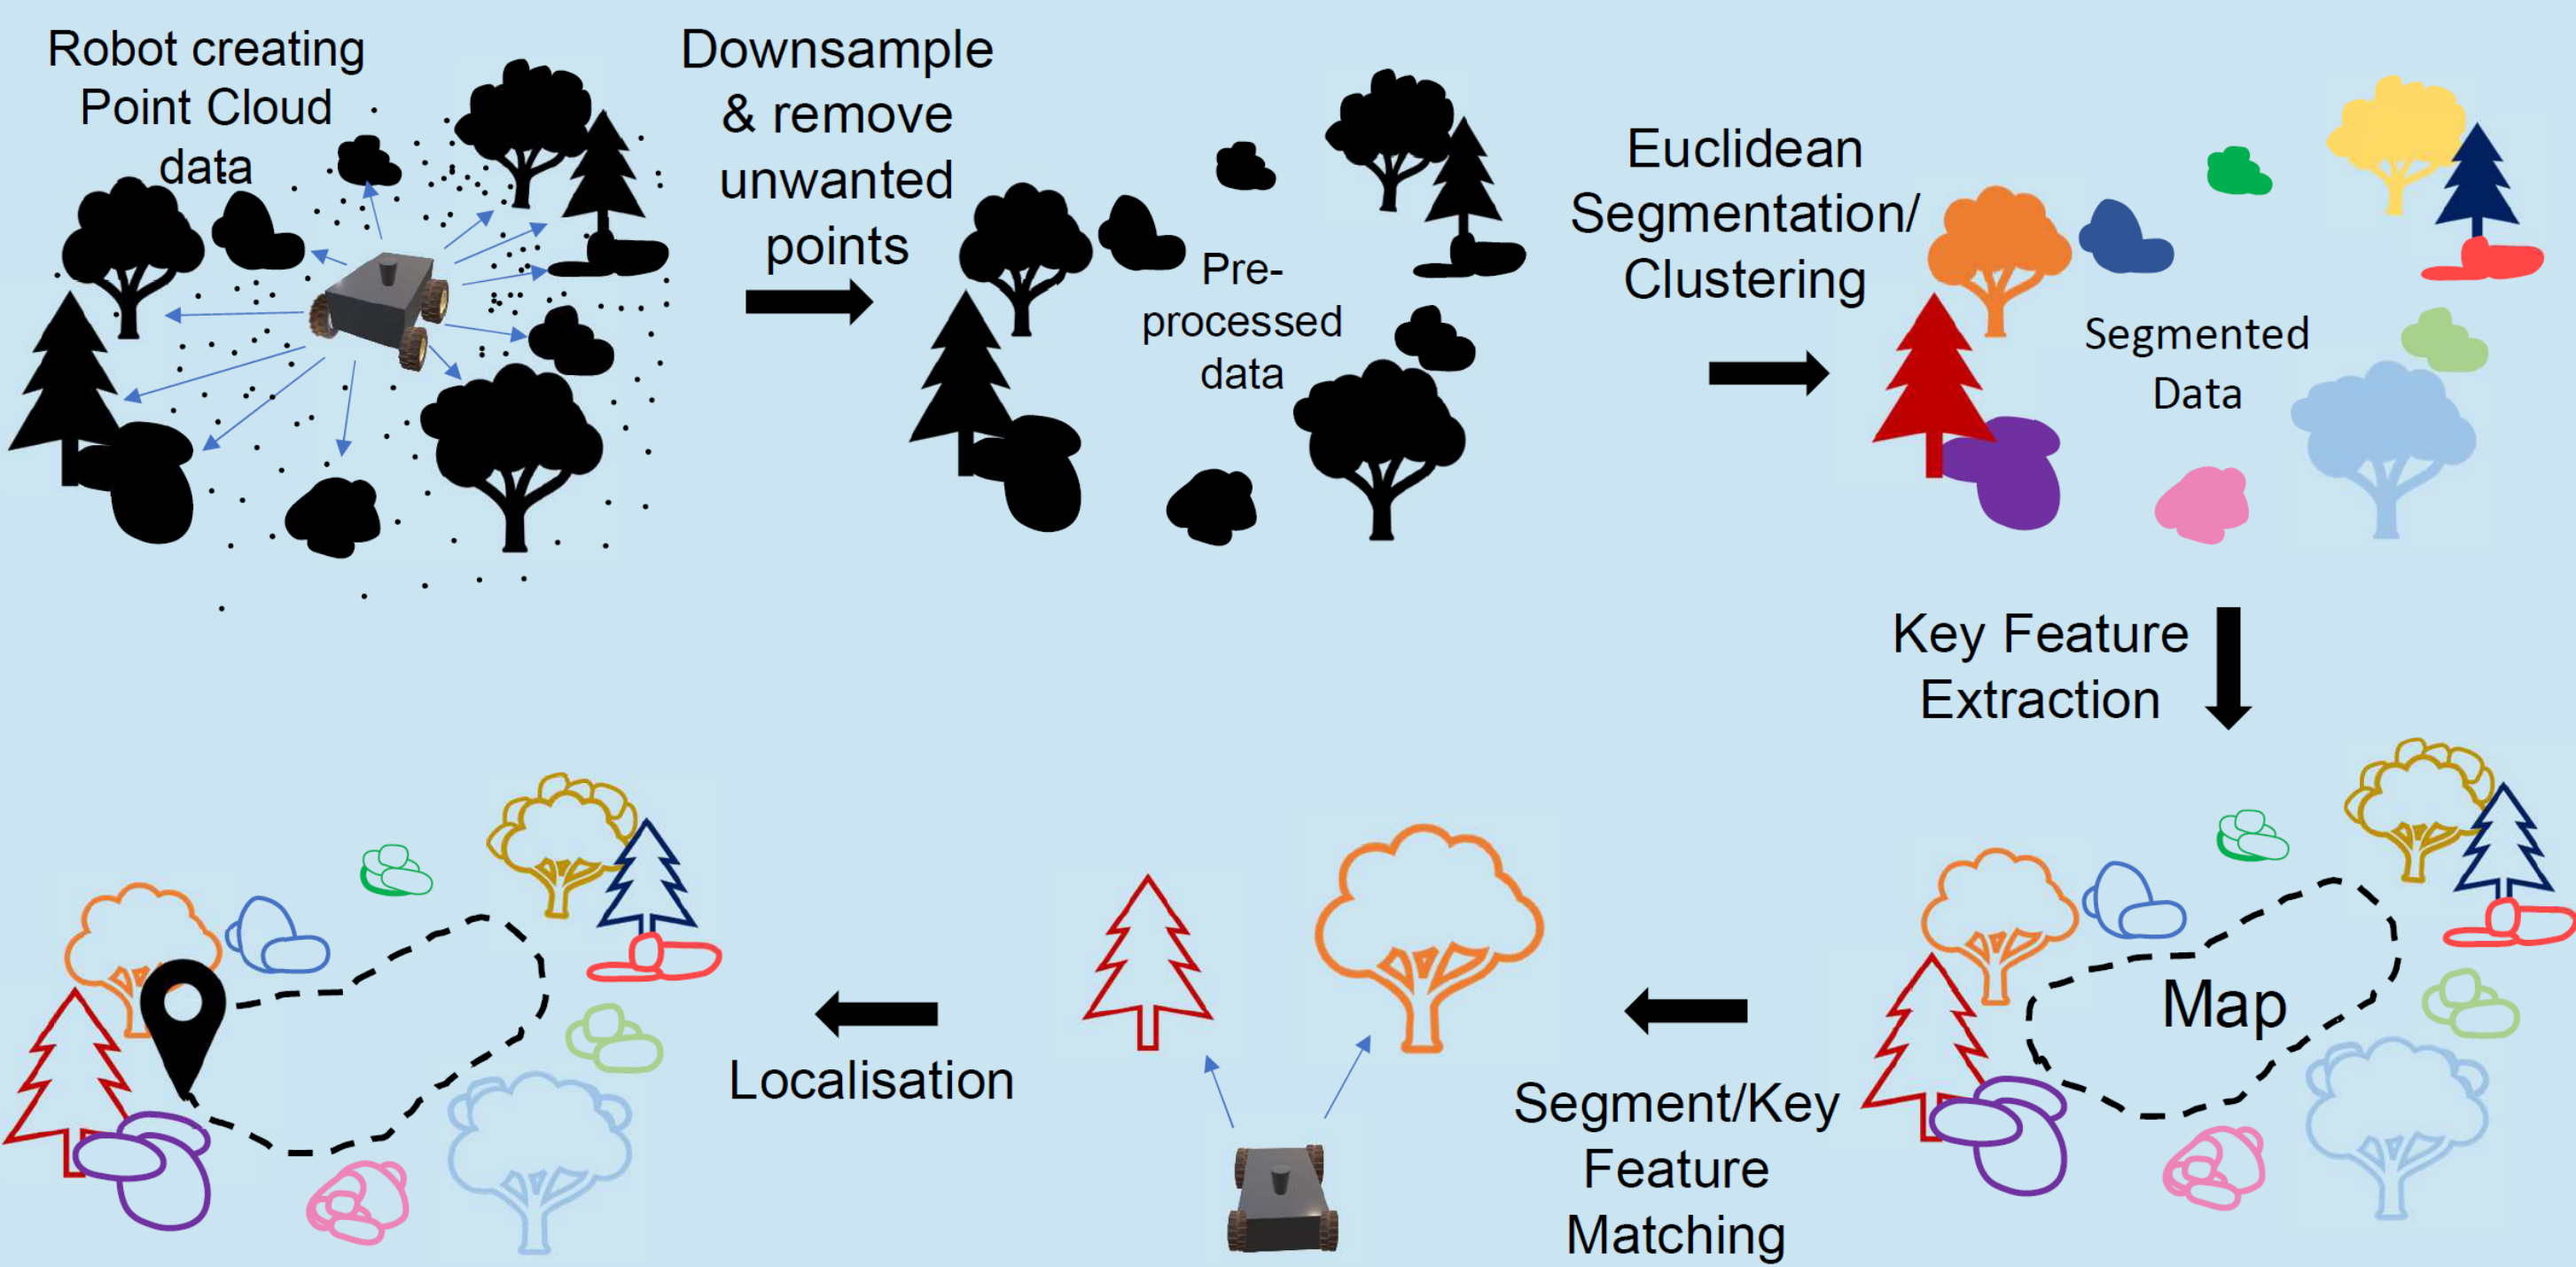 Robot creating
Point Cloud
data
Downsample
& remove
unwanted
points
Pre-
processed
data
Euclidean
Segmentation/
Clustering
Segmented
Data
Key Feature
Extraction
Map
Segment/Key
Feature
Matching
Localisation